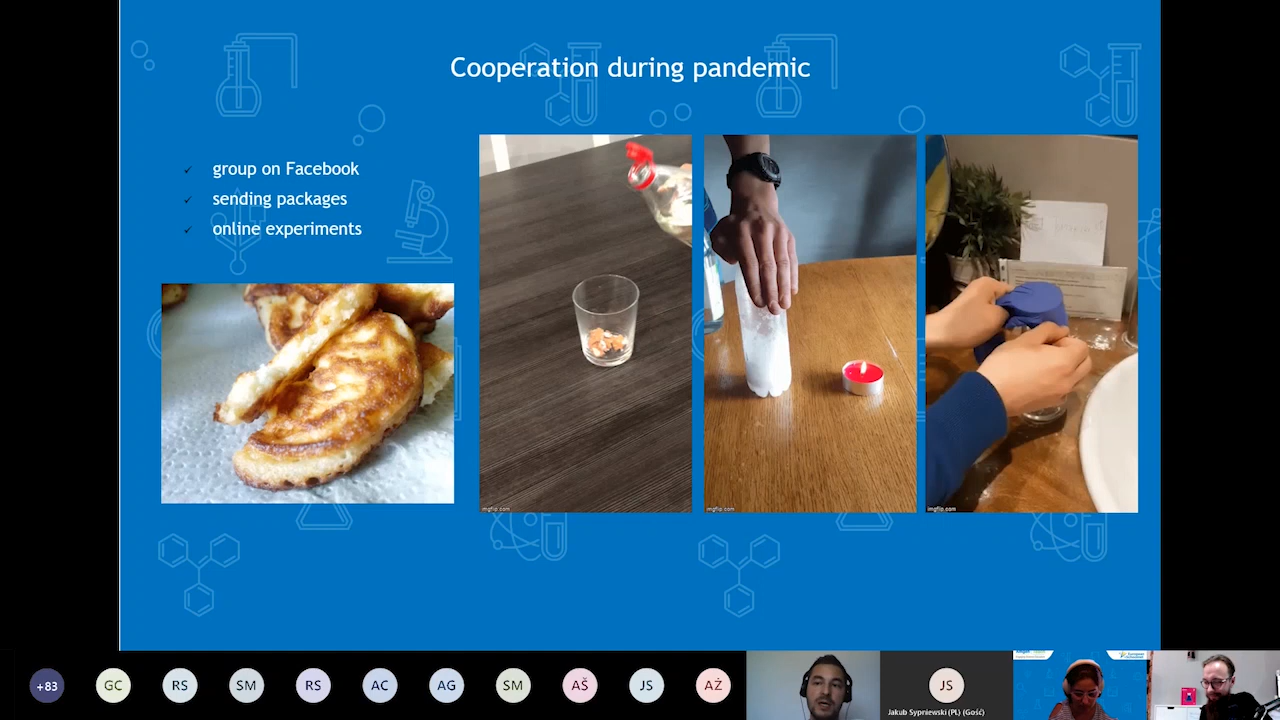 Cooperation during pandemic
group on Facebook
sending packages
online experiments
imgflip.com
imgflip.com
imgflip.com
+83
GC
RS
SM
RS
AC
AG
SM
AŠ
JS
AŻ
JS
Jakub Sypniewski (PL) (Gość)